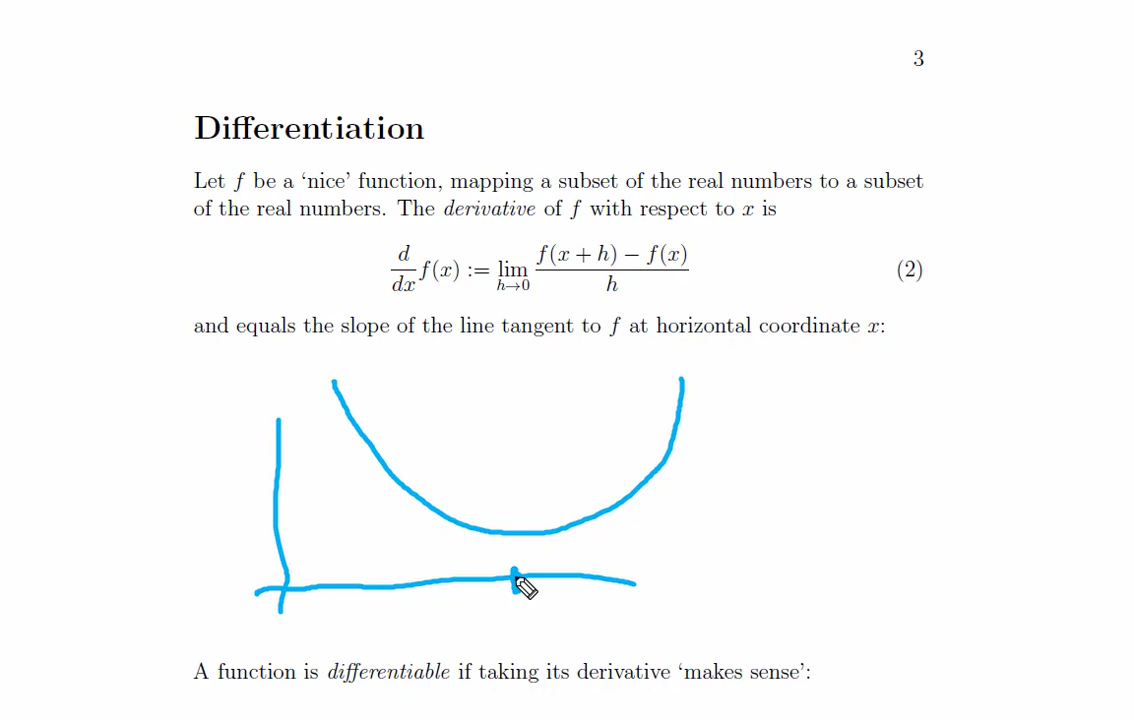 3
Differentiation
Let f be a ‘nice’ function, mapping a subset of the real numbers to a subset
of the real numbers. The derivative of f with respect to x is
d/dx f(x) := lim h→0 f(x + h) − f(x) / h (2)
and equals the slope of the line tangent to f at horizontal coordinate x:
A function is differentiable if taking its derivative ‘makes sense’: